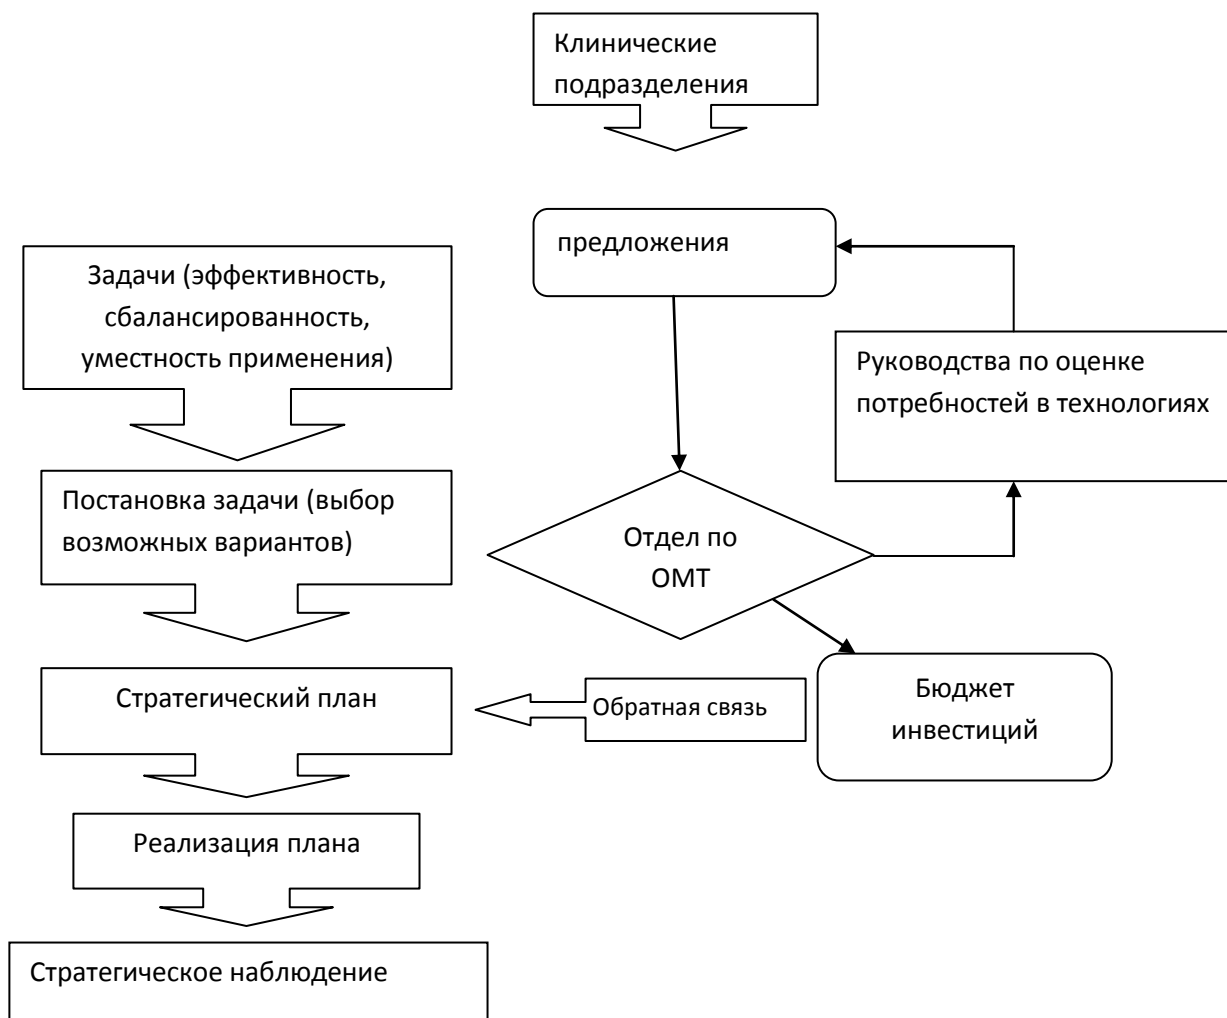 Клинические
подразделения
предложения
Задачи (эффективность,
сбалансированность,
уместность применения)
Руководства по оценке
потребностей в технологиях
Постановка задачи (выбор
возможных вариантов)
Отдел по
ОМТ
Стратегический план
Обратная связь
Бюджет
инвестиций
Реализация плана
Стратегическое наблюдение